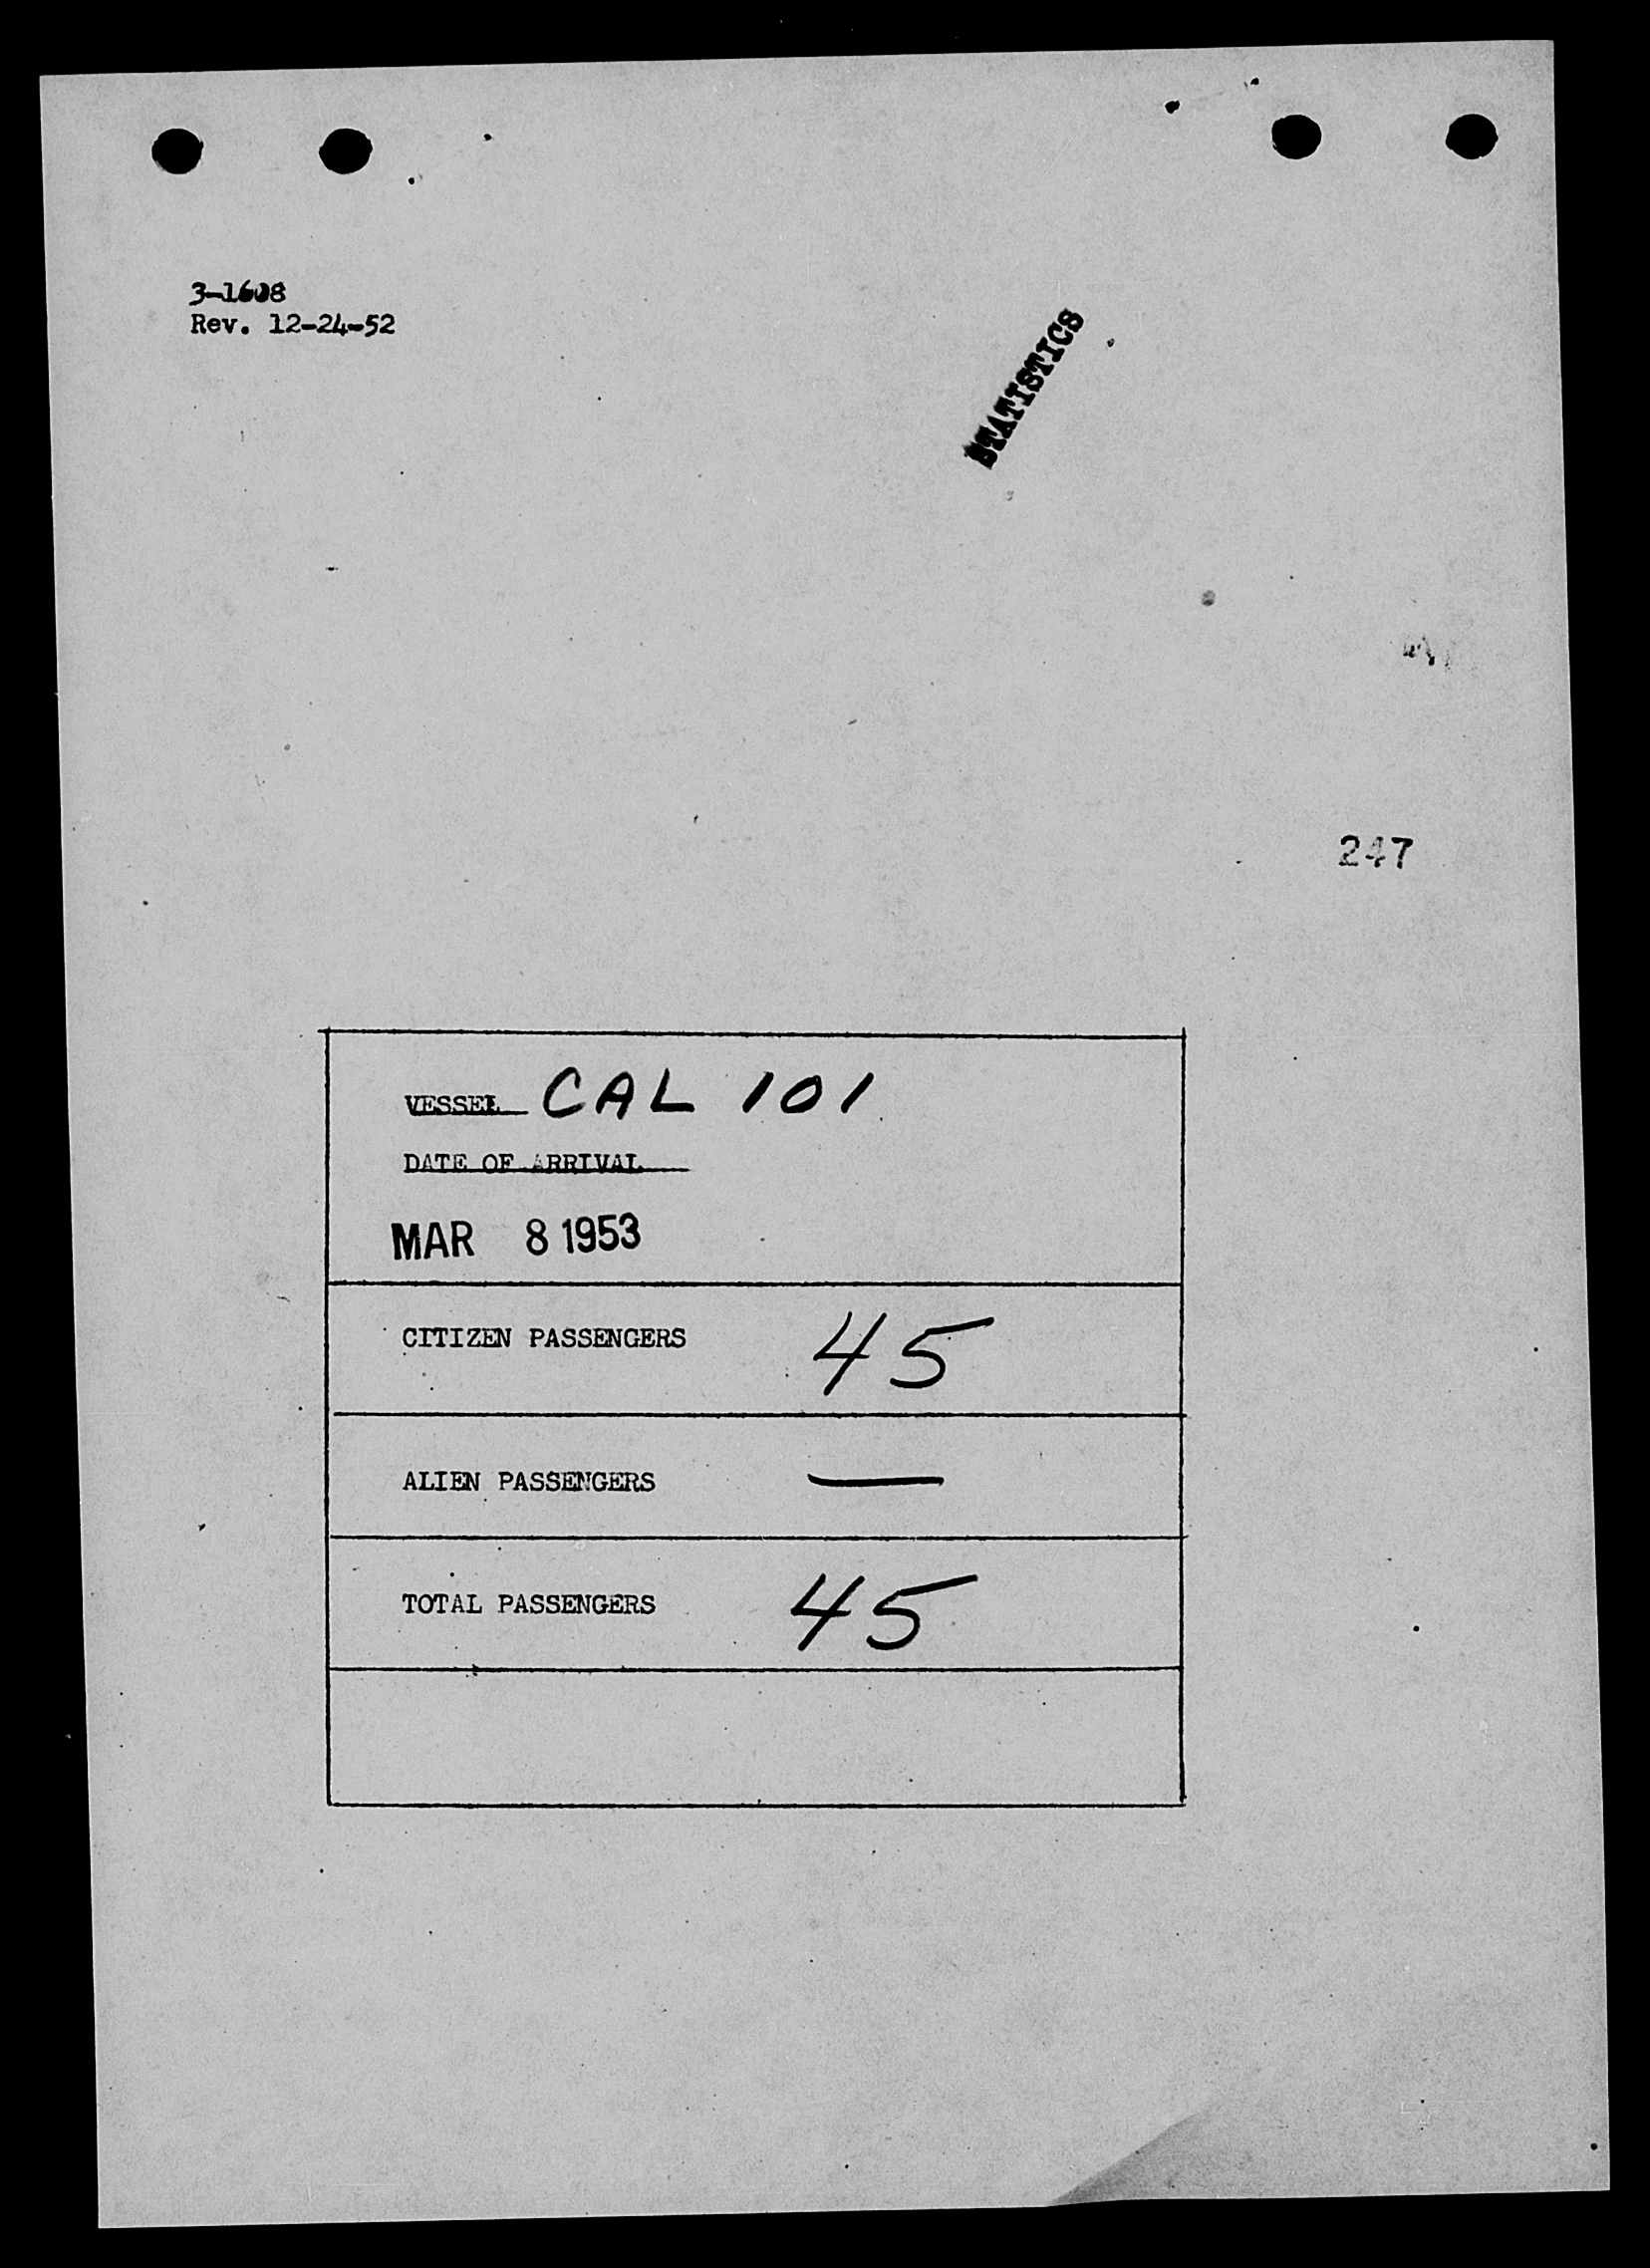 3-1608
Rev. 12-24-52
STATISTICS
247
VESSEL CAL 101
DATE OF ARRIVAL
MAR 8 1953
CITIZEN PASSENGERS 45
ALIEN PASSENGERS —
TOTAL PASSENGERS 45